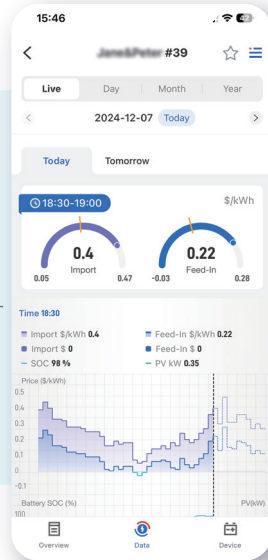 15:46
42
#39
Live Day Month Year
2024-12-07 Today
Today Tomorrow
18:30-19:00 $/kWh
0.4 0.22
Import Feed-In
0.05 0.47 -0.03 0.28
Time 18:30
Import $/kWh 0.4 Feed-In $/kWh 0.22
Import $ 0 Feed-In $ 0
SOC 98 % PV kW 0.35
Price ($/kWh)
0.5
0.4
0.3
0.2
0.1
0
-0.1
Battery SOC (%) PV(kW)
100
Overview Data Device